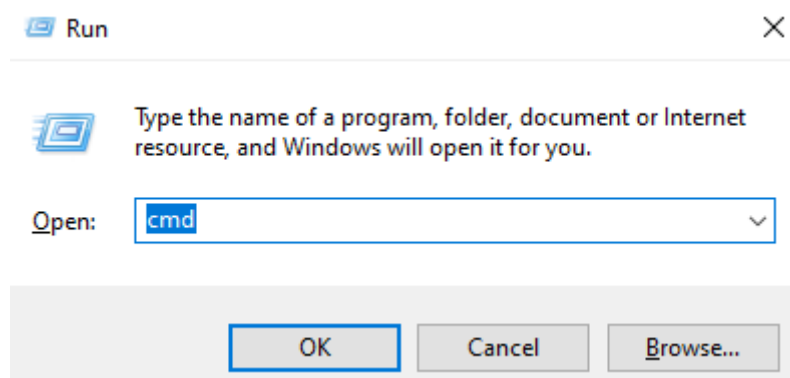 Run
Type the name of a program, folder, document or Internet
resource, and Windows will open it for you.
Open: cmd
OK Cancel Browse...